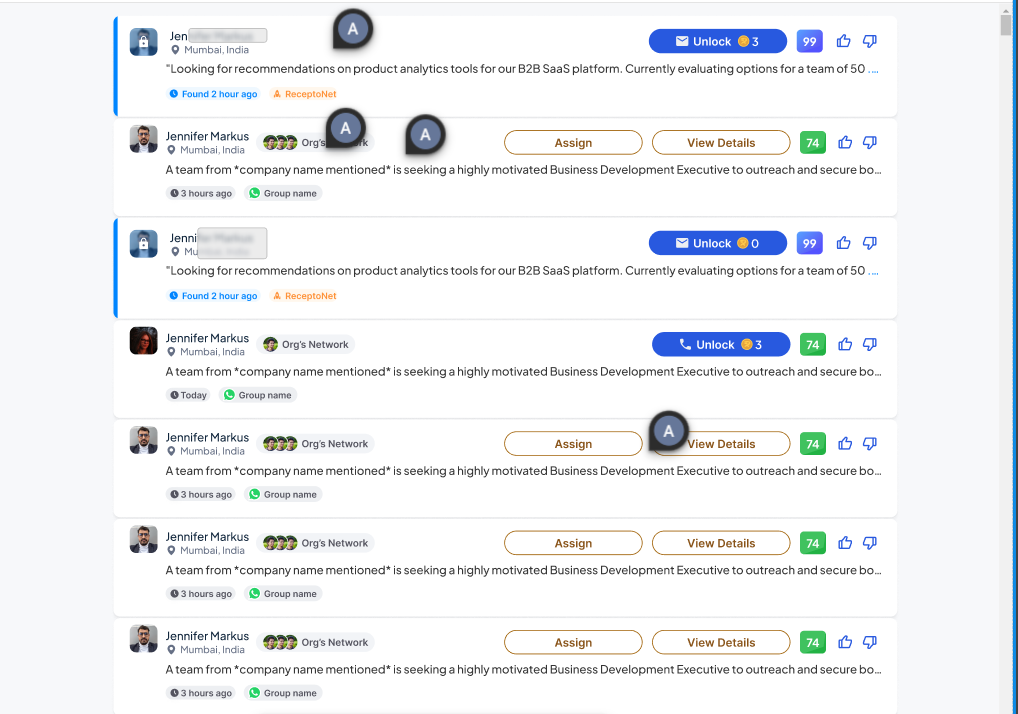 Jen
A
Unlock 3
99
Mumbai, India
"Looking for recommendations on product analytics tools for our B2B SaaS platform. Currently evaluating options for a team of 50 ....
Found 2 hour ago
ReceptoNet
Jennifer Markus
Org's
k
A
A
Assign
View Details
74
Mumbai, India
A team from *company name mentioned* is seeking a highly motivated Business Development Executive to outreach and secure bo...
3 hours ago
Group name
Jenni
Unlock 0
99
Mu
"Looking for recommendations on product analytics tools for our B2B SaaS platform. Currently evaluating options for a team of 50 ....
Found 2 hour ago
ReceptoNet
Jennifer Markus
Org's Network
Unlock 3
74
Mumbai, India
A team from *company name mentioned* is seeking a highly motivated Business Development Executive to outreach and secure bo...
Today
Group name
Jennifer Markus
Org's Network
Assign
A
View Details
74
Mumbai, India
A team from *company name mentioned* is seeking a highly motivated Business Development Executive to outreach and secure bo...
3 hours ago
Group name
Jennifer Markus
Org's Network
Assign
View Details
74
Mumbai, India
A team from *company name mentioned* is seeking a highly motivated Business Development Executive to outreach and secure bo...
3 hours ago
Group name
Jennifer Markus
Org's Network
Assign
View Details
74
Mumbai, India
A team from *company name mentioned* is seeking a highly motivated Business Development Executive to outreach and secure bo...
3 hours ago
Group name